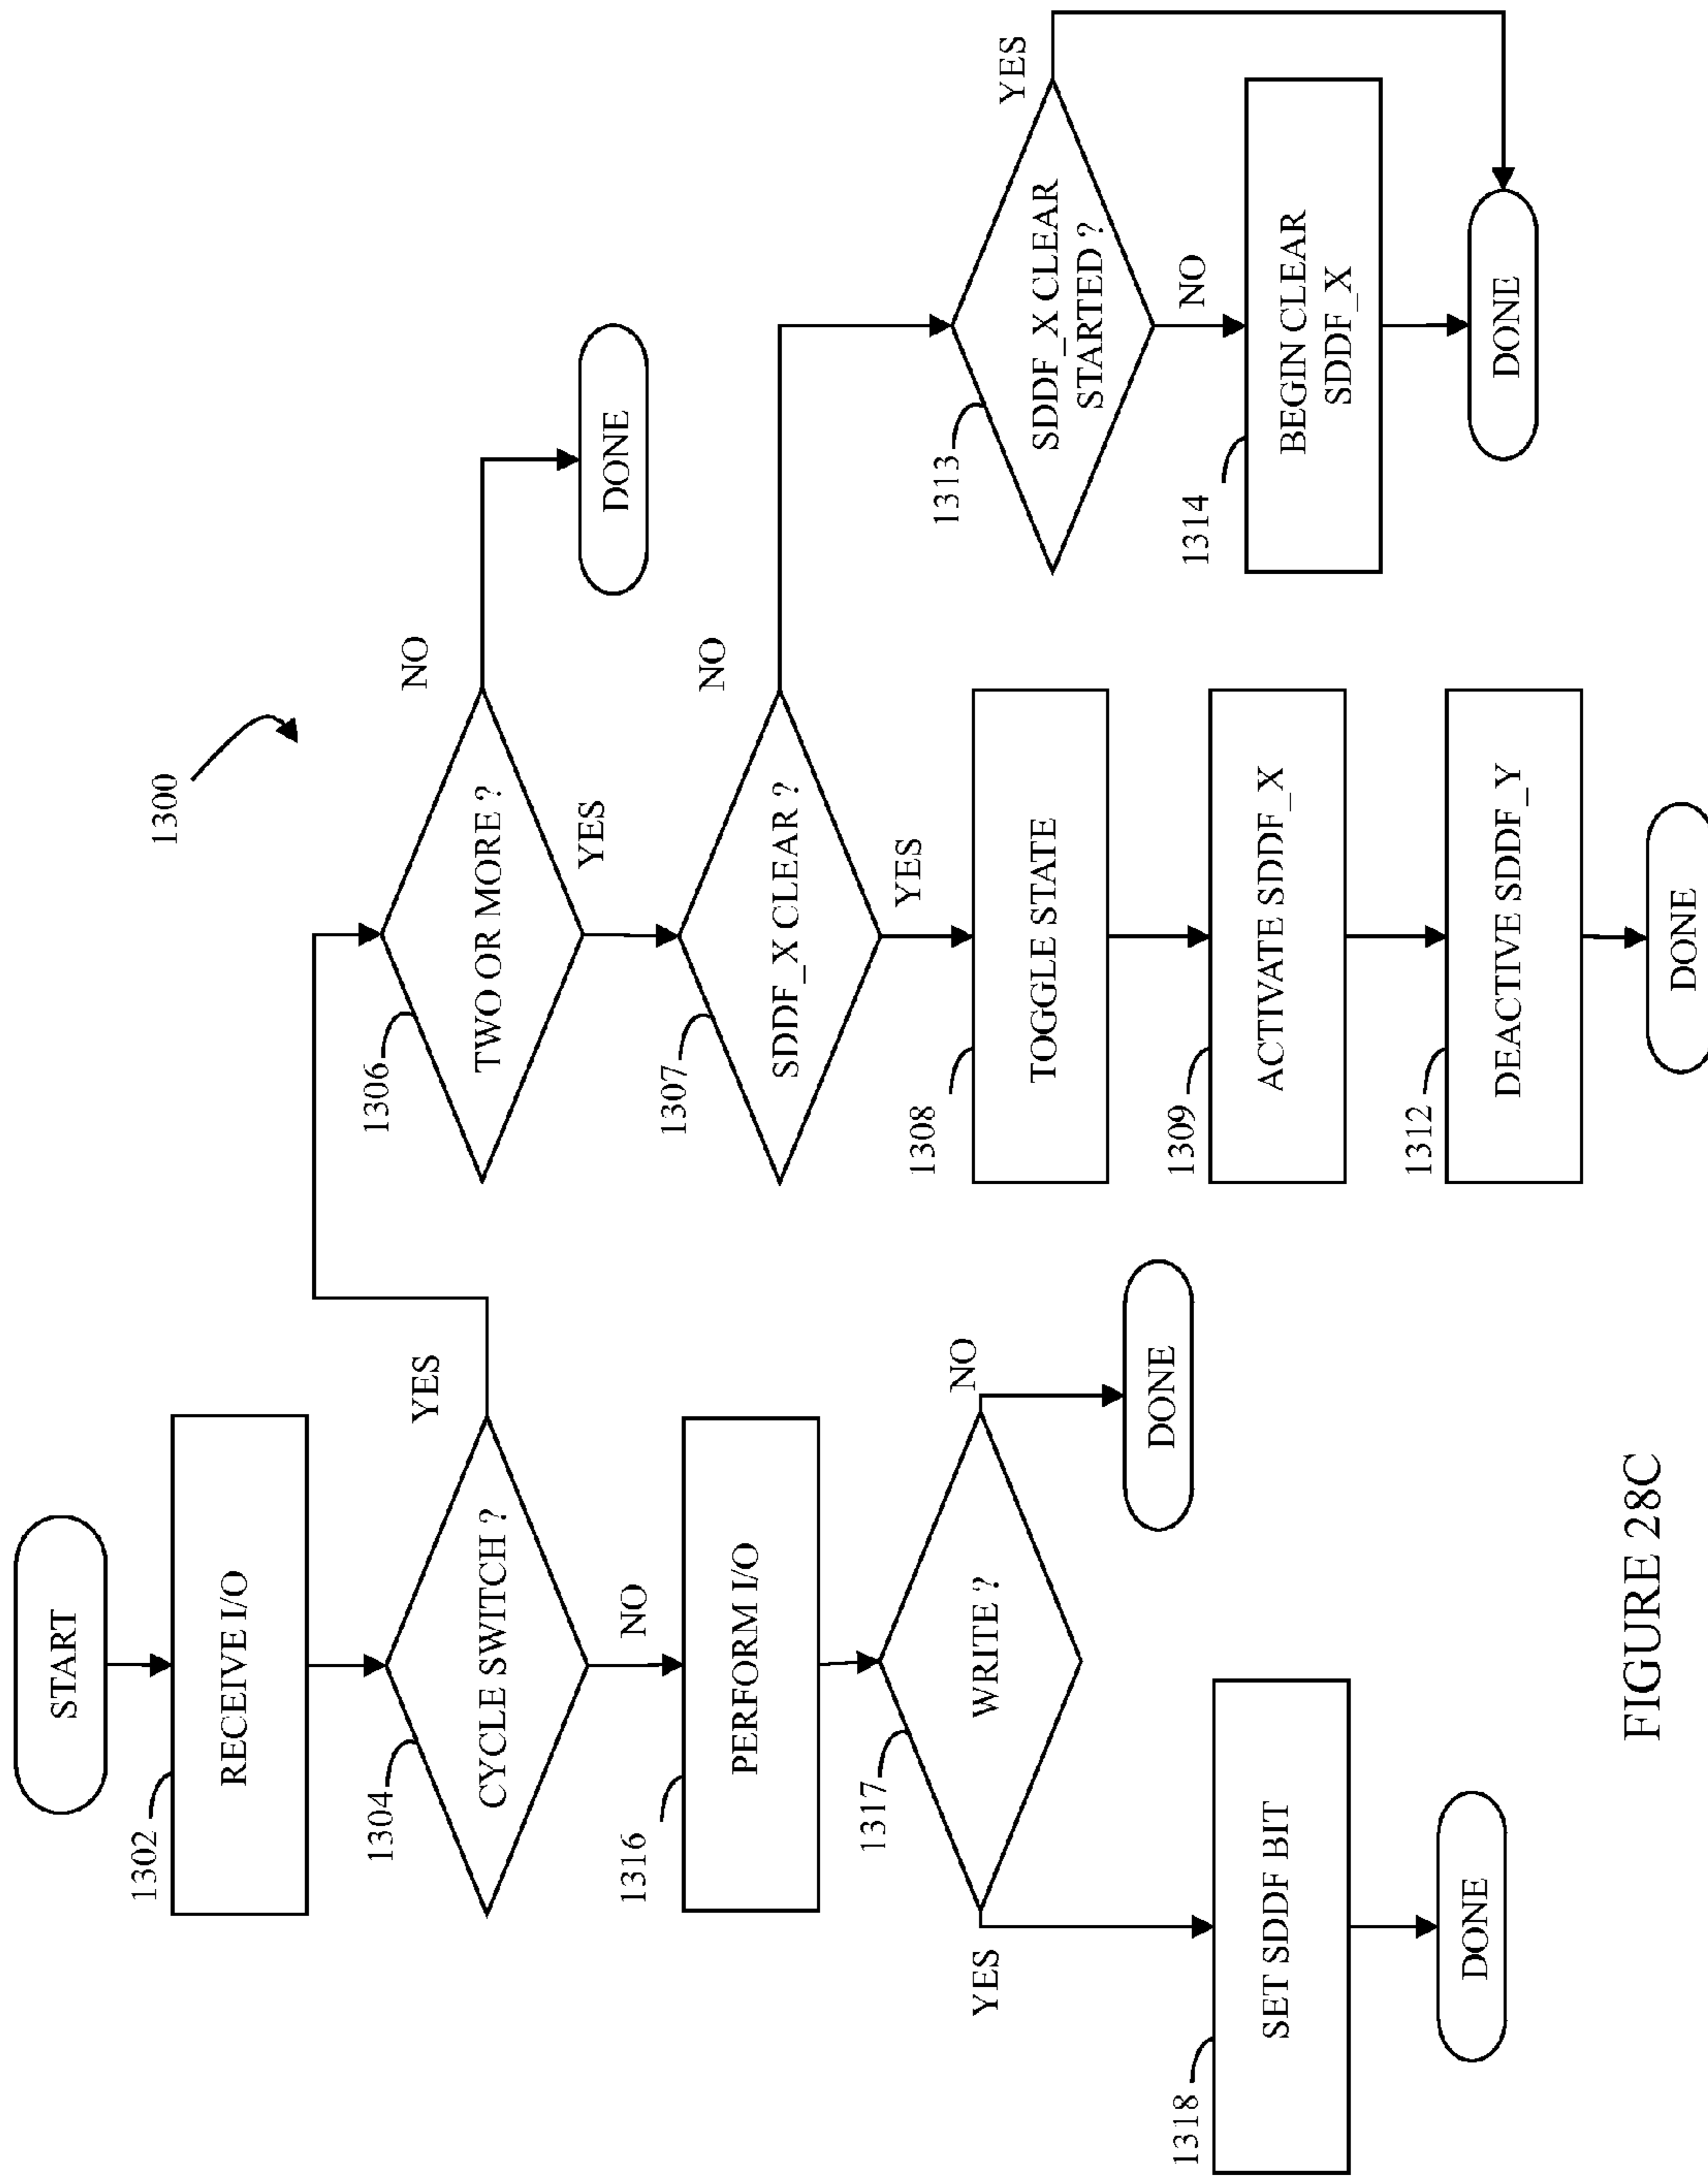 1300
START
1302
RECEIVE I/O
1304
CYCLE SWITCH ?
YES
NO
1316
PERFORM I/O
1317
WRITE ?
NO
DONE
YES
1318
SET SDDF BIT
DONE
1306
TWO OR MORE ?
NO
DONE
YES
1307
SDDF_X CLEAR ?
NO
YES
1308
TOGGLE STATE
1309
ACTIVATE SDDF_X
1312
DEACTIVE SDDF_Y
DONE
1313
SDDF_X CLEAR
STARTED ?
YES
NO
1314
BEGIN CLEAR
SDDF_X
DONE
FIGURE 28C